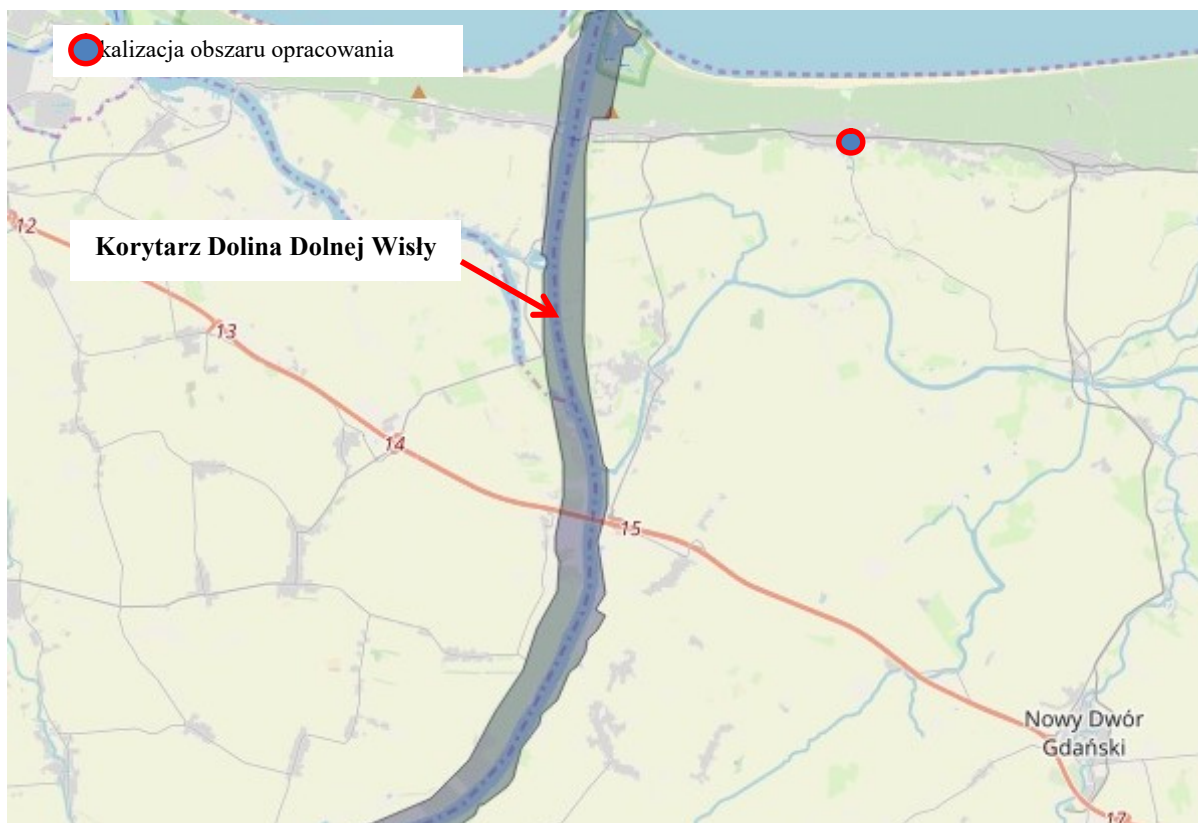 kalizacja obszaru opracowania
12
Korytarz Dolina Dolnej Wisły
13
14
15
Nowy Dwór
Gdański
17